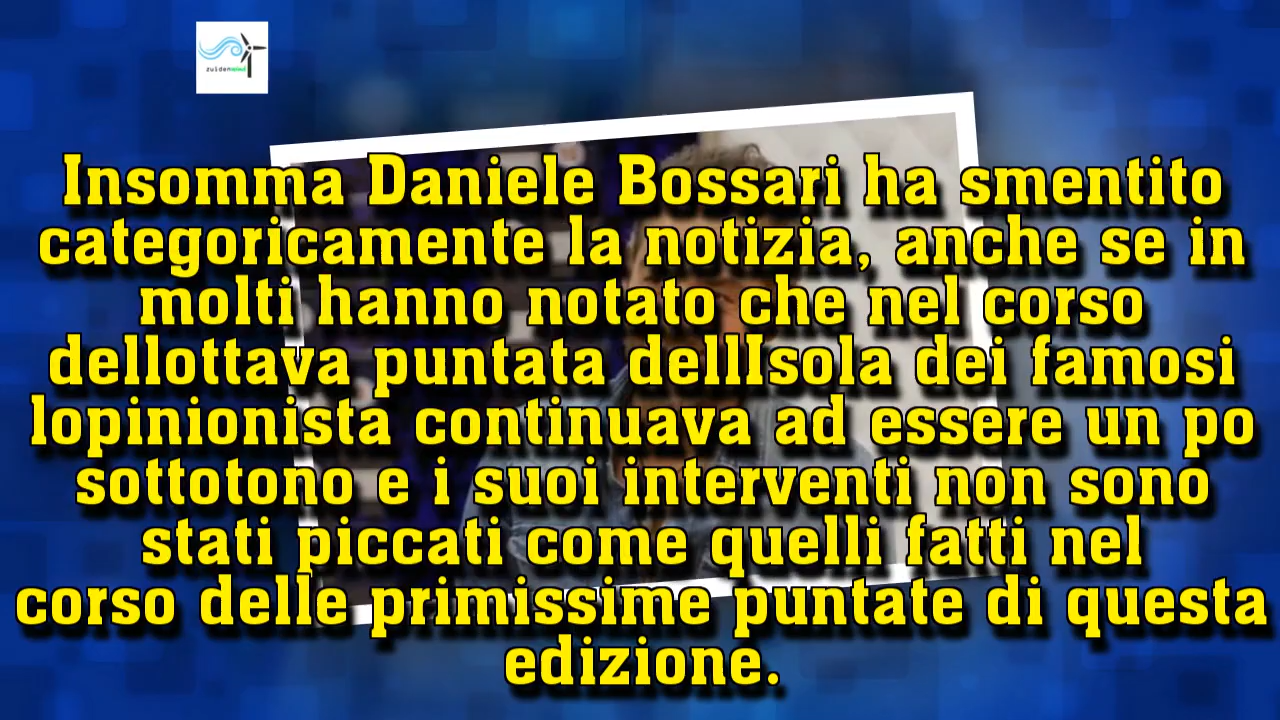 zuidenwind
Insomma Daniele Bossari ha smentito
categoricamente la notizia, anche se in
molti hanno notato che nel corso
dellottava puntata dellIsola dei famosi
lopinionista continuava ad essere un po
sottotono e i suoi interventi non sono
stati piccati come quelli fatti nel
corso delle primissime puntate di questa
edizione.